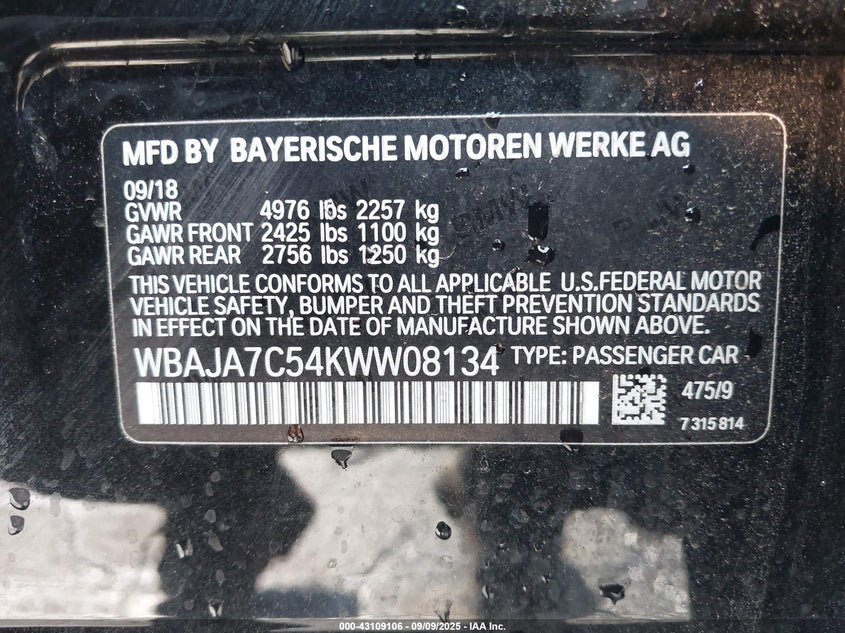 MFD BY BAYERISCHE MOTOREN WERKE AG
09/18
GVWR 4976 lbs 2257 kg
GAWR FRONT 2425 lbs 1100 kg
GAWR REAR 2756 lbs 1250 kg
THIS VEHICLE CONFORMS TO ALL APPLICABLE U.S.FEDERAL MOTOR
VEHICLE SAFETY, BUMPER AND THEFT PREVENTION STANDARDS
IN EFFECT ON THE DATE OF MANUFACTURE SHOWN ABOVE.
WBAJA7C54KWW08134 TYPE: PASSENGER CAR
475/9
7 315 814
000-43109106 - 09/09/2025 - IAA Inc.